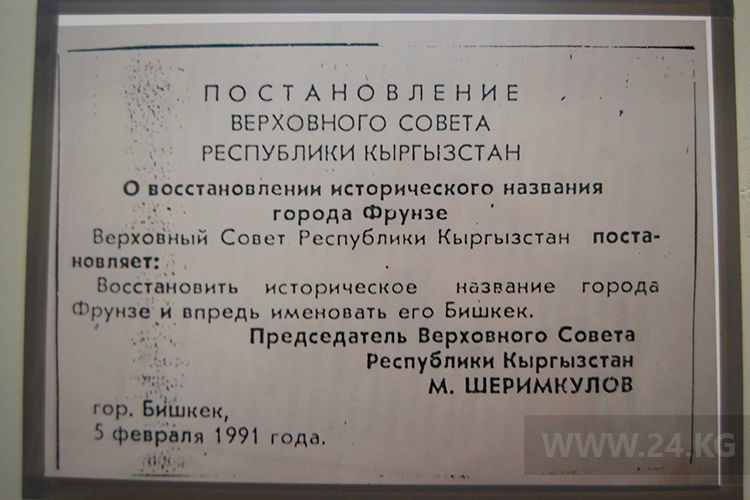 ПОСТАНОВЛЕНИЕ
ВЕРХОВНОГО СОВЕТА
РЕСПУБЛИКИ КЫРГЫЗСТАН
О восстановлении исторического названия
города Фрунзе
Верховный Совет Республики Кыргызстан поста-
новляет:
Восстановить историческое название города
Фрунзе и впредь именовать его Бишкек.
Председатель Верховного Совета
Республики Кыргызстан
М. ШЕРИМКУЛОВ
гор. Бишкек,
5 февраля 1991 года.
WWW.24.KG